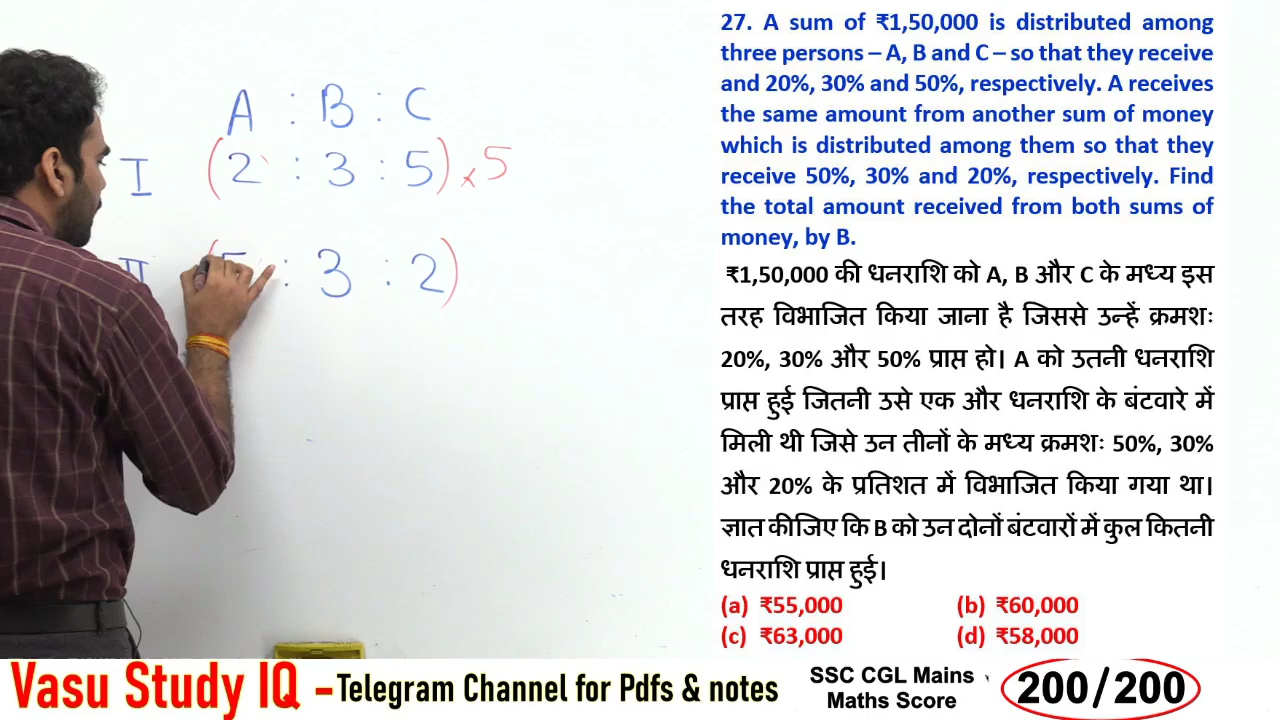 A : B : C
I (2 : 3 : 5) × 5
II (5 : 3 : 2)
27. A sum of ₹1,50,000 is distributed among
three persons – A, B and C – so that they receive
and 20%, 30% and 50%, respectively. A receives
the same amount from another sum of money
which is distributed among them so that they
receive 50%, 30% and 20%, respectively. Find
the total amount received from both sums of
money, by B.
₹1,50,000 की धनराशि को A, B और C के मध्य इस
तरह विभाजित किया जाना है जिससे उन्हें क्रमशः
20%, 30% और 50% प्राप्त हो। A को उतनी धनराशि
प्राप्त हुई जितनी उसे एक और धनराशि के बंटवारे में
मिली थी जिसे उन तीनों के मध्य क्रमशः 50%, 30%
और 20% के प्रतिशत में विभाजित किया गया था।
ज्ञात कीजिए कि B को उन दोनों बंटवारों में कुल कितनी
धनराशि प्राप्त हुई।
(a) ₹55,000 (b) ₹60,000
(c) ₹63,000 (d) ₹58,000
Vasu Study IQ – Telegram Channel for Pdfs & notes
SSC CGL Mains
Maths Score
200/200